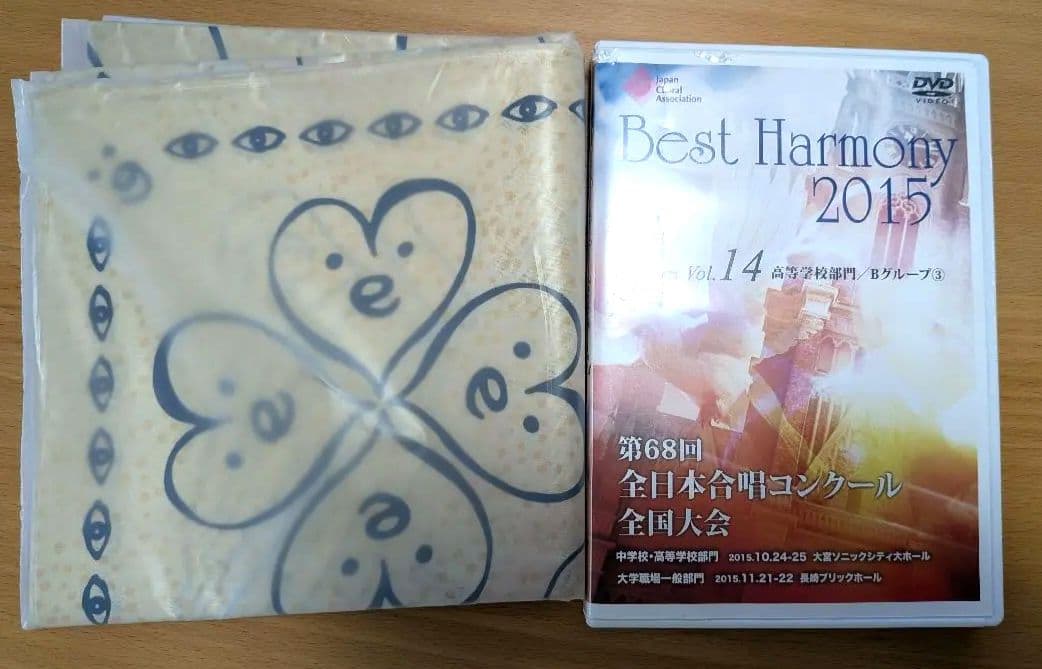 e
e
e
e
e
Japan
Choral
Association
DVD
VIDEO
Best Harmony
2015
Vol.14 高等学校部門/Bグループ③
第68回
全日本合唱コンクール
全国大会
中学校・高等学校部門 2015.10.24-25 大宮ソニックシティ大ホール
大学職場一般部門 2015.11.21-22 長崎ブリックホール